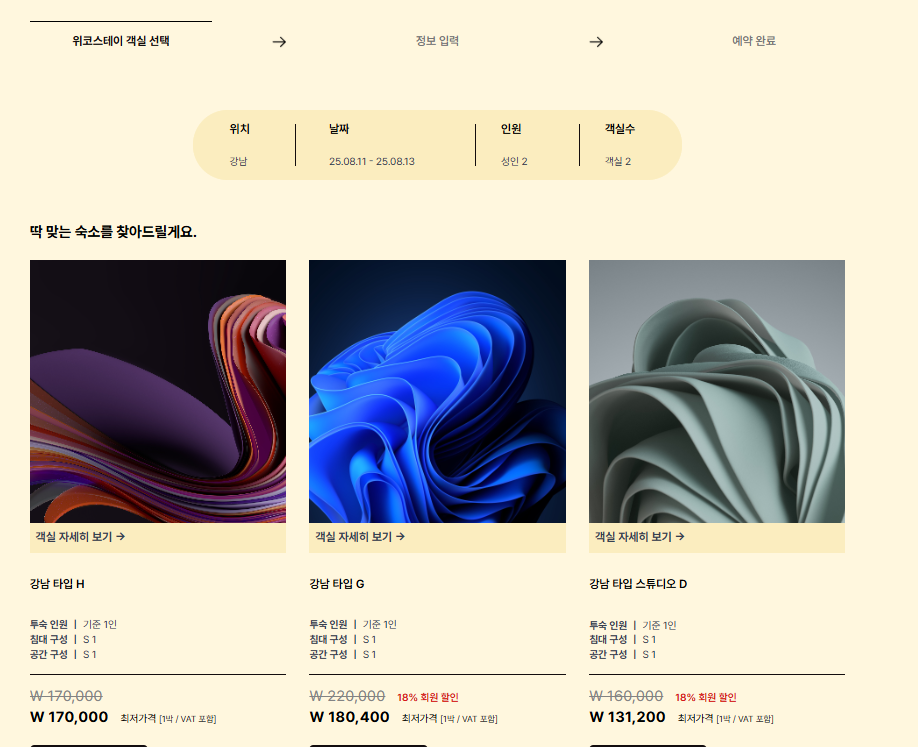 위코스테이 객실 선택 → 정보 입력 → 예약 완료
위치 날짜 인원 객실수
강남 25.08.11 - 25.08.13 성인 2 객실 2
딱 맞는 숙소를 찾아드릴게요.
객실 자세히 보기 → 객실 자세히 보기 → 객실 자세히 보기 →
강남 타입 H 강남 타입 G 강남 타입 스튜디오 D
투숙 인원 | 기준 1인 투숙 인원 | 기준 1인 투숙 인원 | 기준 1인
침대 구성 | S 1 침대 구성 | S 1 침대 구성 | S 1
공간 구성 | S 1 공간 구성 | S 1 공간 구성 | S 1
₩ 170,000 ₩ 220,000 18% 회원 할인 ₩ 160,000 18% 회원 할인
₩ 170,000 최저가격 [1박 / VAT 포함] ₩ 180,400 최저가격 [1박 / VAT 포함] ₩ 131,200 최저가격 [1박 / VAT 포함]